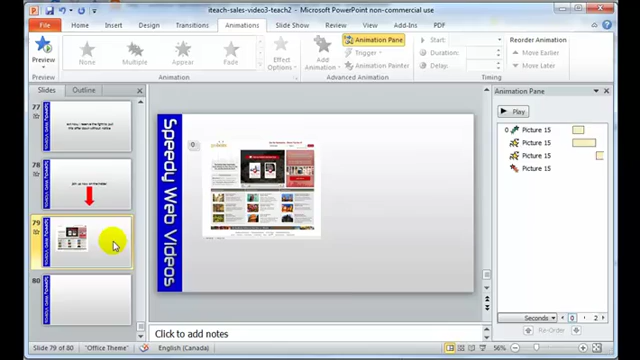 iteach-sales-video3-teach2 - Microsoft PowerPoint non-commercial use
File Home Insert Design Transitions Animations Slide Show Review View Add-Ins PDF
Preview None Multiple Appear Fade Effect Options Add Animation Animation Pane Trigger Animation Painter Start: Duration: Delay: Reorder Animation Move Earlier Move Later
Preview Animation Advanced Animation Timing
Slides Outline
77
78
79
80
Speedy Web Videos
0
Click to add notes
Animation Pane
Play
0 Picture 15
Picture 15
Picture 15
Picture 15
Seconds 0 2
Re-Order
Slide 79 of 80 "Office Theme" English (Canada) 56%